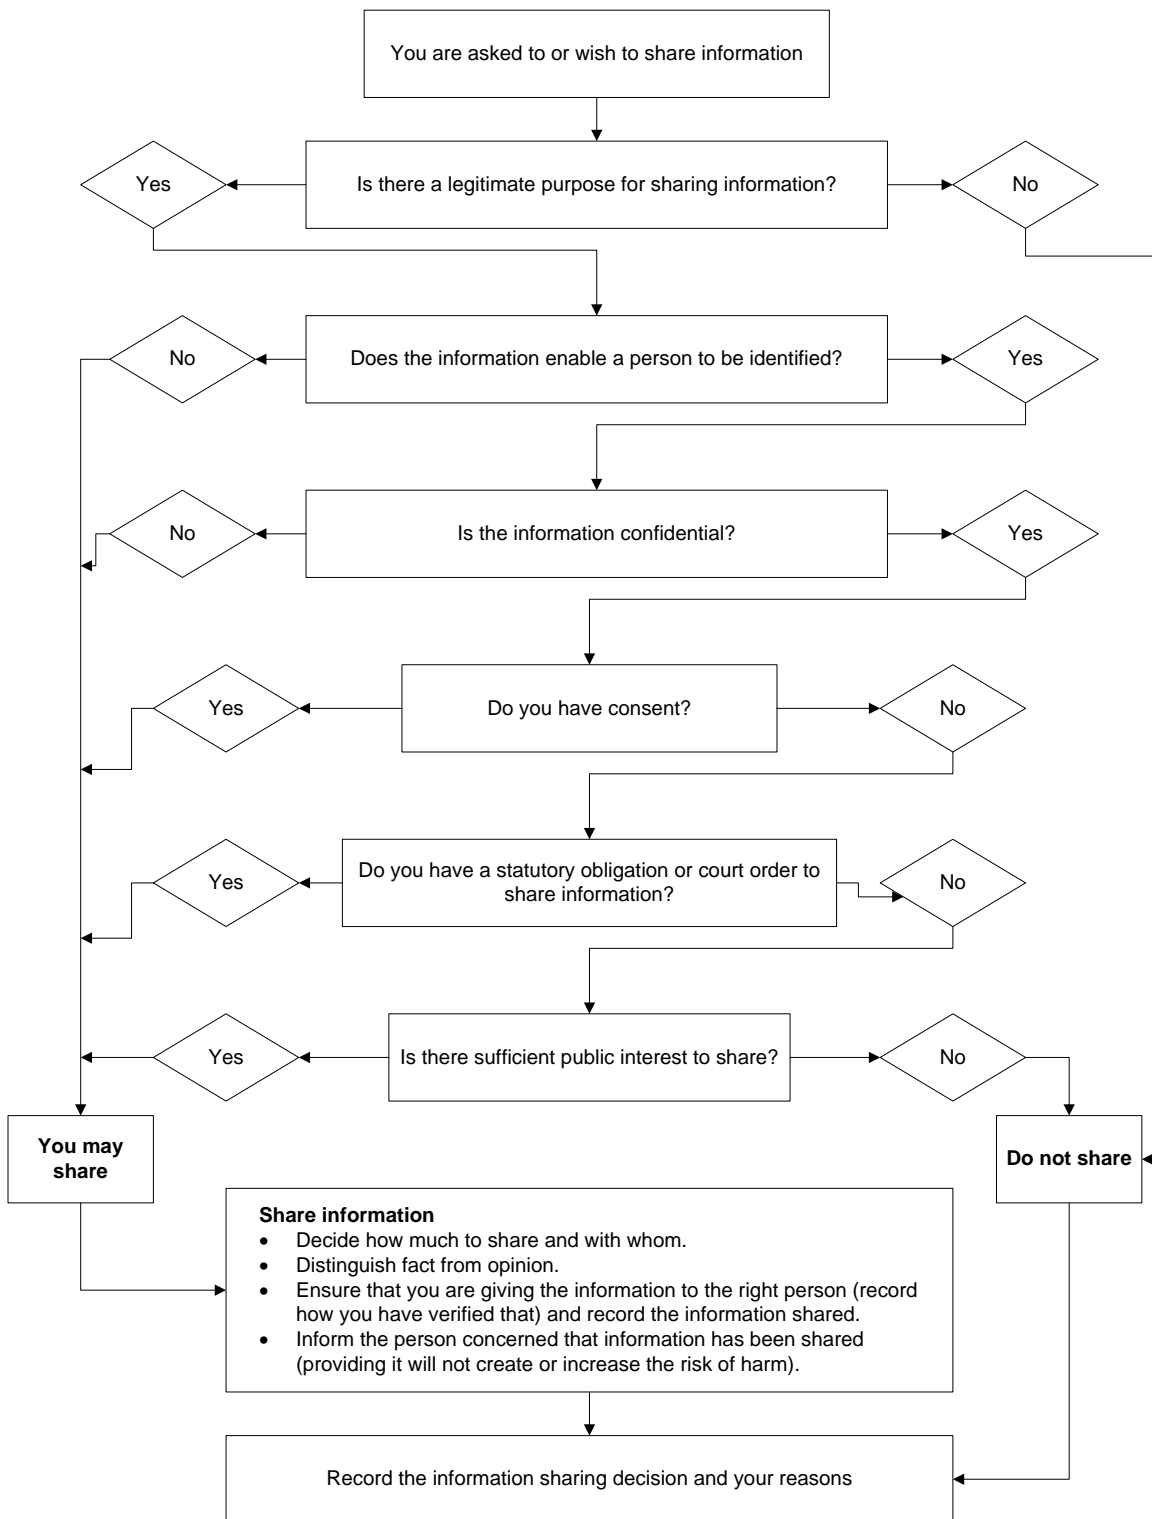 You are asked to or wish to share information
Yes
Is there a legitimate purpose for sharing information?
No
No
Does the information enable a person to be identified?
Yes
No
Is the information confidential?
Yes
Yes
Do you have consent?
No
Yes
Do you have a statutory obligation or court order to
share information?
No
Yes
Is there sufficient public interest to share?
No
You may
share
Do not share
Share information
• Decide how much to share and with whom.
• Distinguish fact from opinion.
• Ensure that you are giving the information to the right person (record
how you have verified that) and record the information shared.
• Inform the person concerned that information has been shared
(providing it will not create or increase the risk of harm).
Record the information sharing decision and your reasons